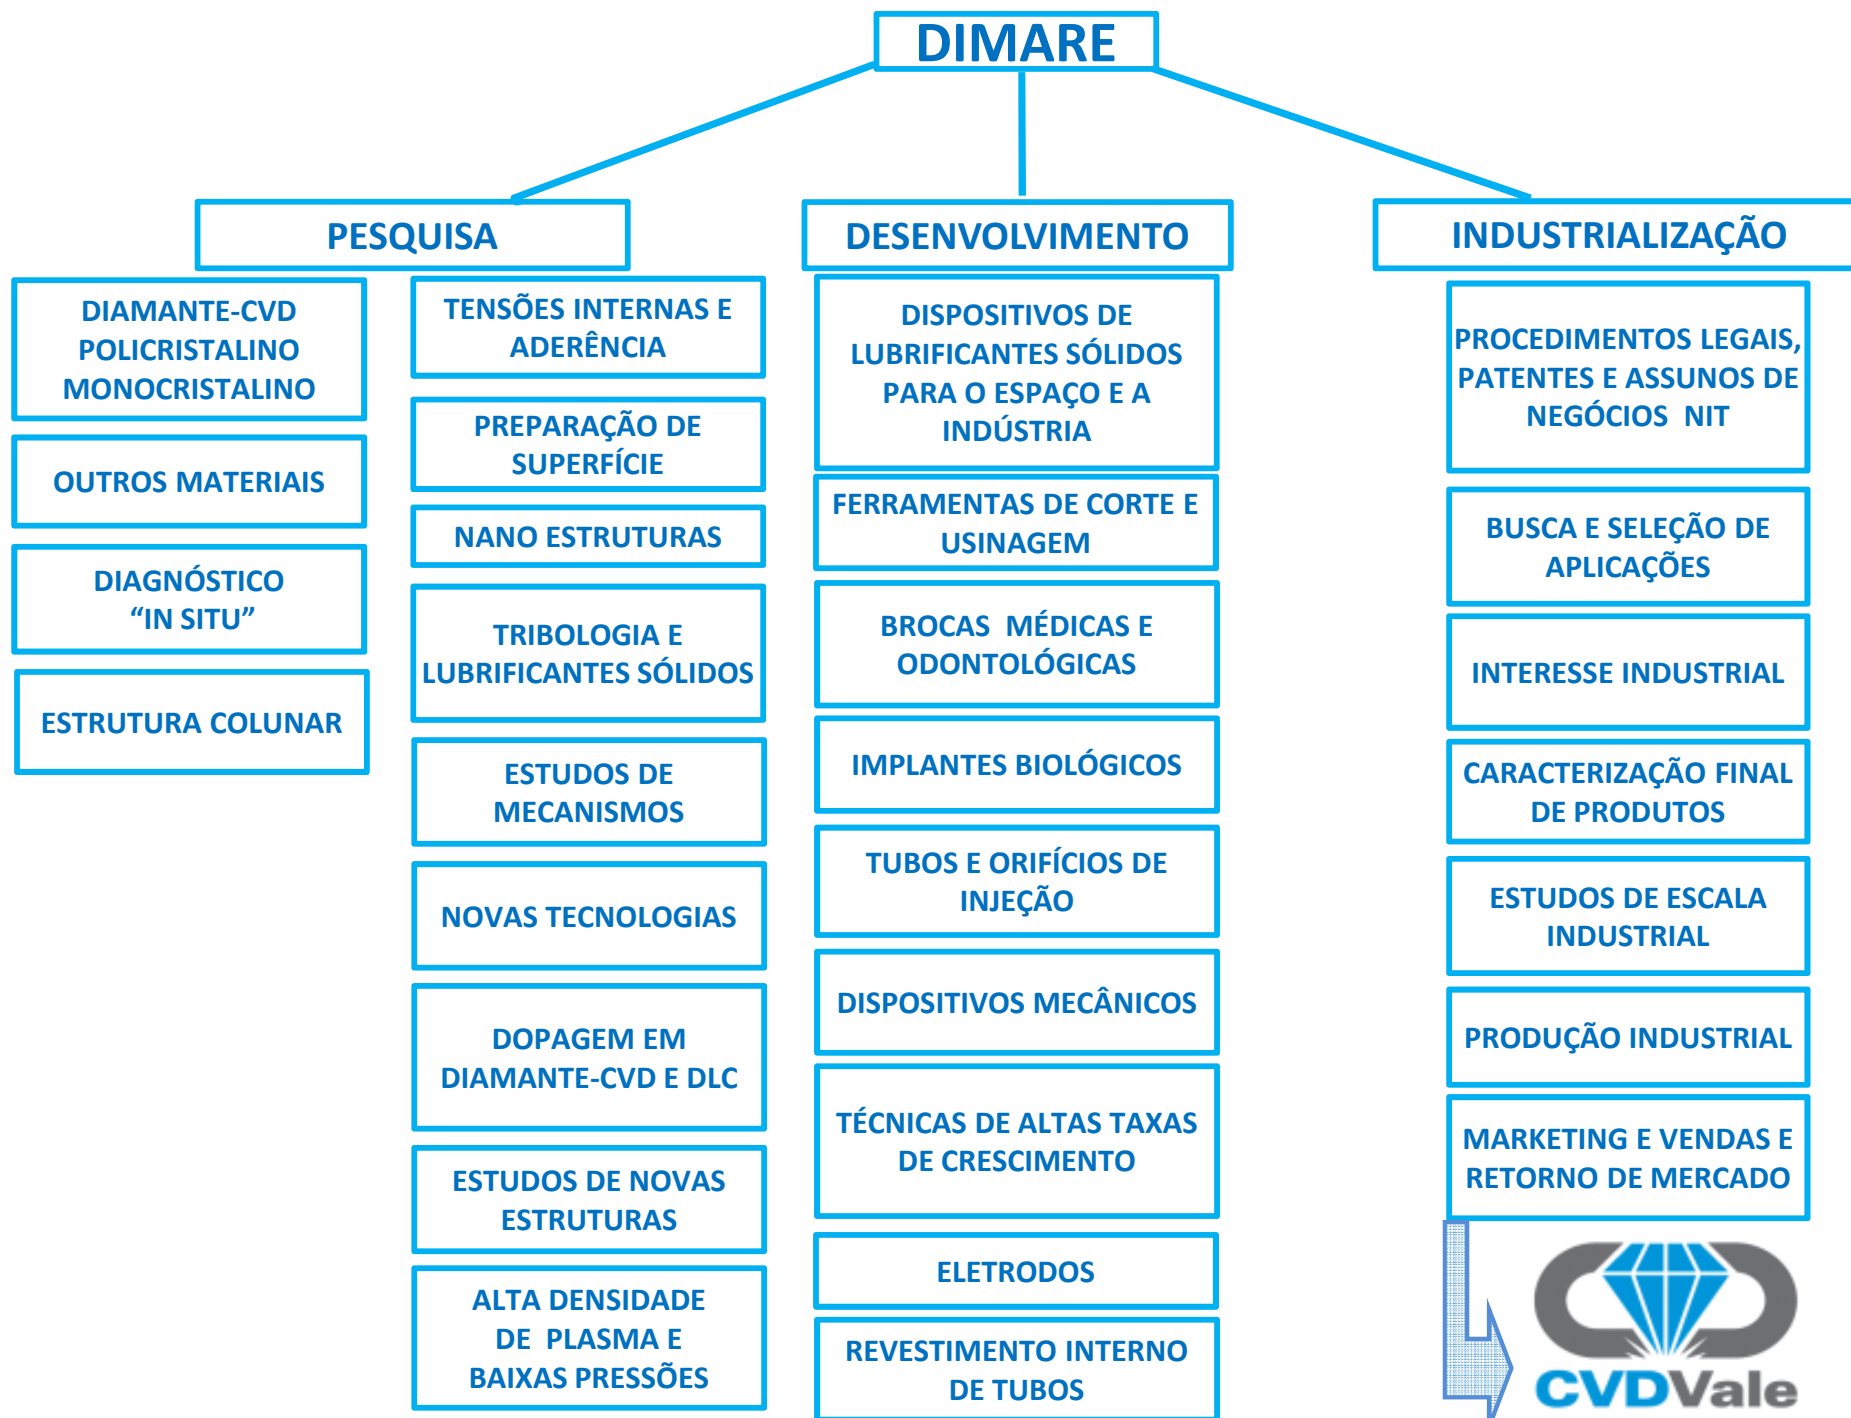 DIMARE
PESQUISA
DIAMANTE-CVD
POLICRISTALINO
MONOCRISTALINO
OUTROS MATERIAIS
DIAGNÓSTICO
“IN SITU”
ESTRUTURA COLUNAR
TENSÕES INTERNAS E
ADERÊNCIA
PREPARAÇÃO DE
SUPERFÍCIE
NANO ESTRUTURAS
TRIBOLOGIA E
LUBRIFICANTES SÓLIDOS
ESTUDOS DE
MECANISMOS
NOVAS TECNOLOGIAS
DOPAGEM EM
DIAMANTE-CVD E DLC
ESTUDOS DE NOVAS
ESTRUTURAS
ALTA DENSIDADE
DE PLASMA E
BAIXAS PRESSÕES
DESENVOLVIMENTO
DISPOSITIVOS DE
LUBRIFICANTES SÓLIDOS
PARA O ESPAÇO E A
INDÚSTRIA
FERRAMENTAS DE CORTE E
USINAGEM
BROCAS MÉDICAS E
ODONTOLÓGICAS
IMPLANTES BIOLÓGICOS
TUBOS E ORIFÍCIOS DE
INJEÇÃO
DISPOSITIVOS MECÂNICOS
TÉCNICAS DE ALTAS TAXAS
DE CRESCIMENTO
ELETRODOS
REVESTIMENTO INTERNO
DE TUBOS
INDUSTRIALIZAÇÃO
PROCEDIMENTOS LEGAIS,
PATENTES E ASSUNOS DE
NEGÓCIOS NIT
BUSCA E SELEÇÃO DE
APLICAÇÕES
INTERESSE INDUSTRIAL
CARACTERIZAÇÃO FINAL
DE PRODUTOS
ESTUDOS DE ESCALA
INDUSTRIAL
PRODUÇÃO INDUSTRIAL
MARKETING E VENDAS E
RETORNO DE MERCADO
CVDVale